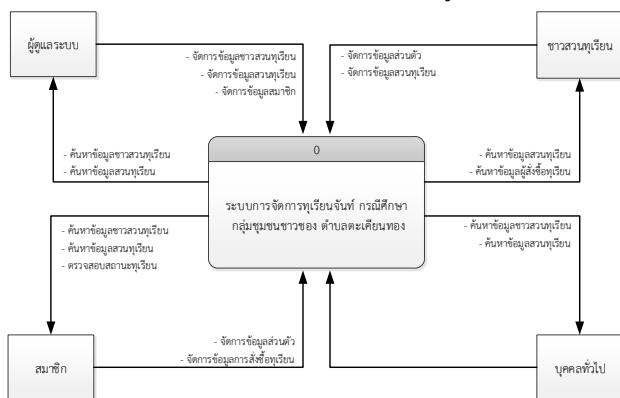 ผู้ดูแลระบบ
- จัดการข้อมูลชาวสวนทุเรียน
- จัดการข้อมูลสวนทุเรียน
- จัดการข้อมูลสมาชิก
- จัดการข้อมูลส่วนตัว
- จัดการข้อมูลสวนทุเรียน
ชาวสวนทุเรียน
- ค้นหาข้อมูลชาวสวนทุเรียน
- ค้นหาข้อมูลสวนทุเรียน
0
ระบบการจัดการทุเรียนจันท์ กรณีศึกษา
กลุ่มชุมชนชาวชอง ตำบลตะเคียนทอง
- ค้นหาข้อมูลสวนทุเรียน
- ค้นหาข้อมูลผู้สั่งซื้อทุเรียน
- ค้นหาข้อมูลชาวสวนทุเรียน
- ค้นหาข้อมูลสวนทุเรียน
- ตรวจสอบสถานะทุเรียน
- ค้นหาข้อมูลชาวสวนทุเรียน
- ค้นหาข้อมูลสวนทุเรียน
สมาชิก
- จัดการข้อมูลส่วนตัว
- จัดการข้อมูลการสั่งซื้อทุเรียน
บุคคลทั่วไป